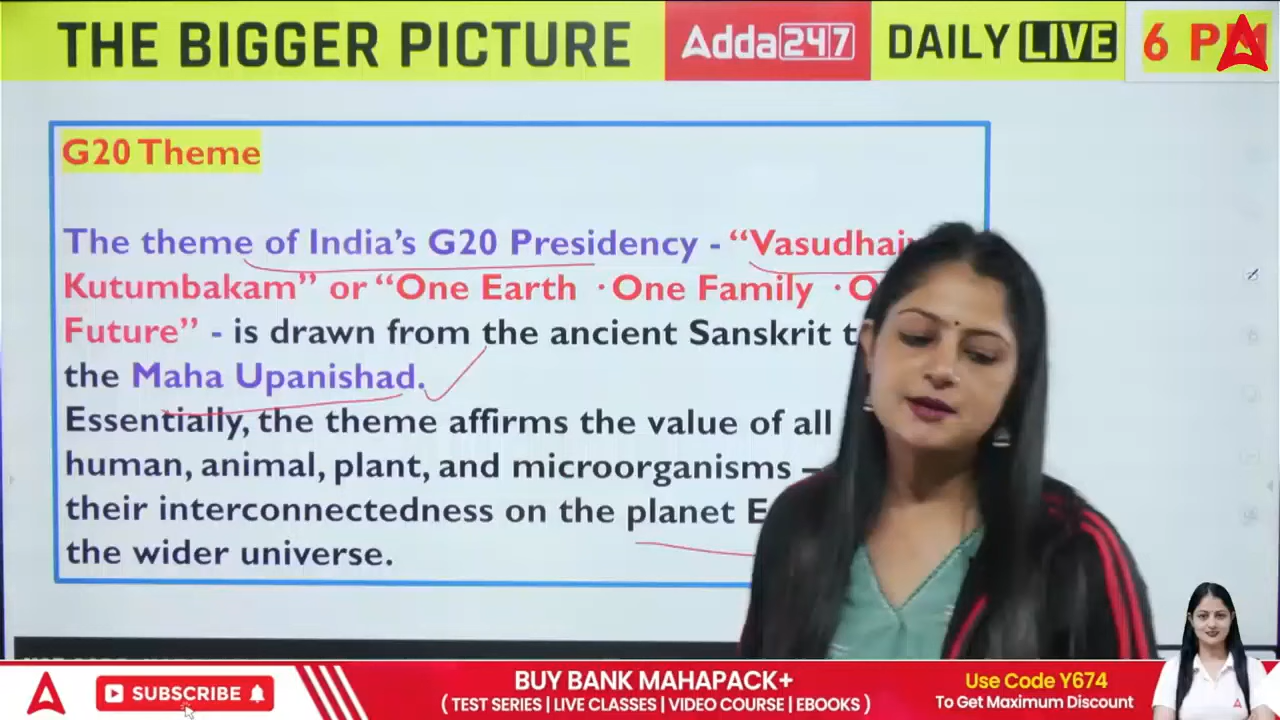 THE BIGGER PICTURE
Adda247
DAILY LIVE
6 PM
G20 Theme
The theme of India's G20 Presidency - “Vasudhai
Kutumbakam” or “One Earth · One Family · O
Future” - is drawn from the ancient Sanskrit t
the Maha Upanishad.
Essentially, the theme affirms the value of all
human, animal, plant, and microorganisms –
their interconnectedness on the planet E
the wider universe.
SUBSCRIBE
BUY BANK MAHAPACK+
( TEST SERIES | LIVE CLASSES | VIDEO COURSE | EBOOKS )
Use Code Y674
To Get Maximum Discount